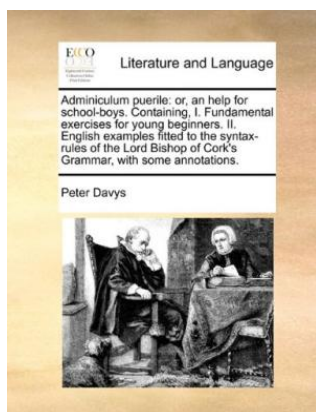 ECCO
Literature and Language
Adminiculum puerile: or, an help for
school-boys. Containing, I. Fundamental
exercises for young beginners. II.
English examples fitted to the syntax-
rules of the Lord Bishop of Cork's
Grammar, with some annotations.
Peter Davys